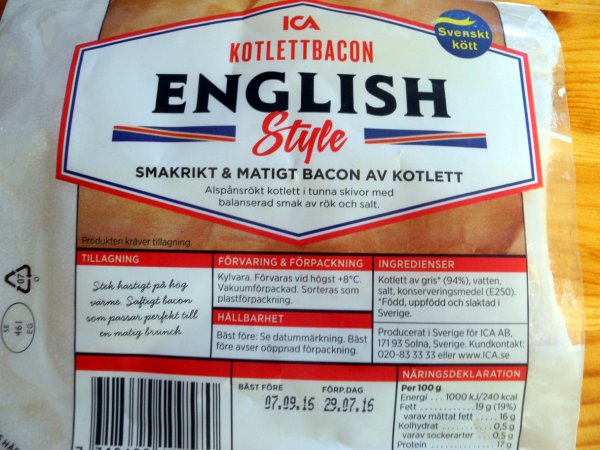 ICA
Svenskt
kött
KOTLETTBACON
ENGLISH
Style
SMAKRIKT & MATIGT BACON AV KOTLETT
Alspånsrökt kotlett i tunna skivor med
balanserad smak av rök och salt.
Produkten kräver tillagning.
TILLAGNING
Stek hastigt på hög
värme. Saftigt bacon
som passar perfekt till
en matig brunch.
FÖRVARING & FÖRPACKNING
Kylvara. Förvaras vid högst +8°C.
Vakuumförpackad. Sorteras som
plastförpackning.
HÅLLBARHET
Bäst före: Se datummärkning. Bäst
före avser oöppnad förpackning.
INGREDIENSER
Kotlett av gris* (94%), vatten,
salt, konserveringsmedel (E250).
*Född, uppfödd och slaktad i
Sverige.
Producerat i Sverige för ICA AB,
171 93 Solna, Sverige. Kundkontakt:
020-83 33 33 eller www.ICA.se
07
SE
461
EG
BÄST FÖRE
FÖRP.DAG
07.09.16 29.07.16
NÄRINGSDEKLARATION
Per 100 g
Energi . . . 1000 kJ/240 kcal
Fett . . . . . . . . . . . . 19 g (19%)
varav mättat fett . . . . . 16 g
Kolhydrat . . . . . . . . . . . 0,5 g
varav sockerarter . . . . 0,5 g
Protein . . . . . . . . . . . . . 17 g